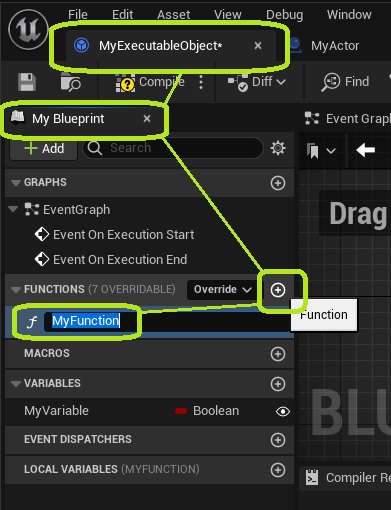 File Edit Asset View Debug Window
MyExecutableObject* × MyActor
Compile Diff Find
My Blueprint × Event Grap
+ Add Search
Drag
GRAPHS
EventGraph
Event On Execution Start
Event On Execution End
FUNCTIONS (7 OVERRIDABLE) Override
f MyFunction
Function
MACROS
VARIABLES
MyVariable Boolean
BLU
EVENT DISPATCHERS
LOCAL VARIABLES (MYFUNCTION)
Compiler Re